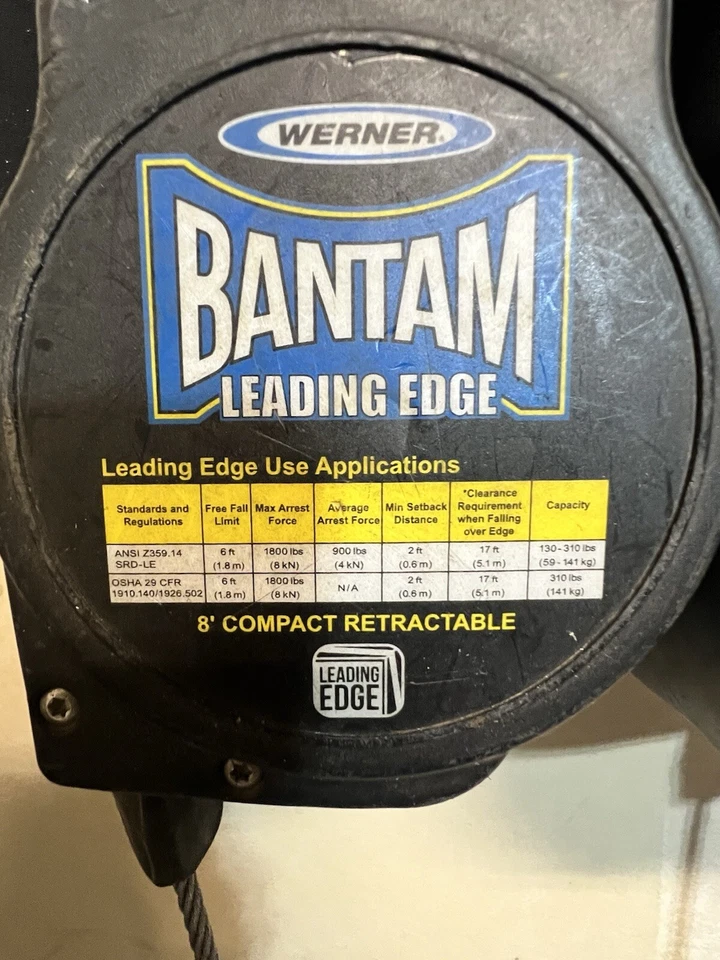 WERNER
BANTAM
LEADING EDGE
Leading Edge Use Applications
Standards and Regulations | Free Fall Limit | Max Arrest Force | Average Arrest Force | Min Setback Distance | *Clearance Requirement when Falling over Edge | Capacity
ANSI Z359.14 SRD-LE | 6 ft (1.8 m) | 1800 lbs (8 kN) | 900 lbs (4 kN) | 2 ft (0.6 m) | 17 ft (5.1 m) | 130-310 lbs (59-141 kg)
OSHA 29 CFR 1910.140/1926.502 | 6 ft (1.8 m) | 1800 lbs (8 kN) | N/A | 2 ft (0.6 m) | 17 ft (5.1 m) | 310 lbs (141 kg)
8' COMPACT RETRACTABLE
LEADING
EDGE